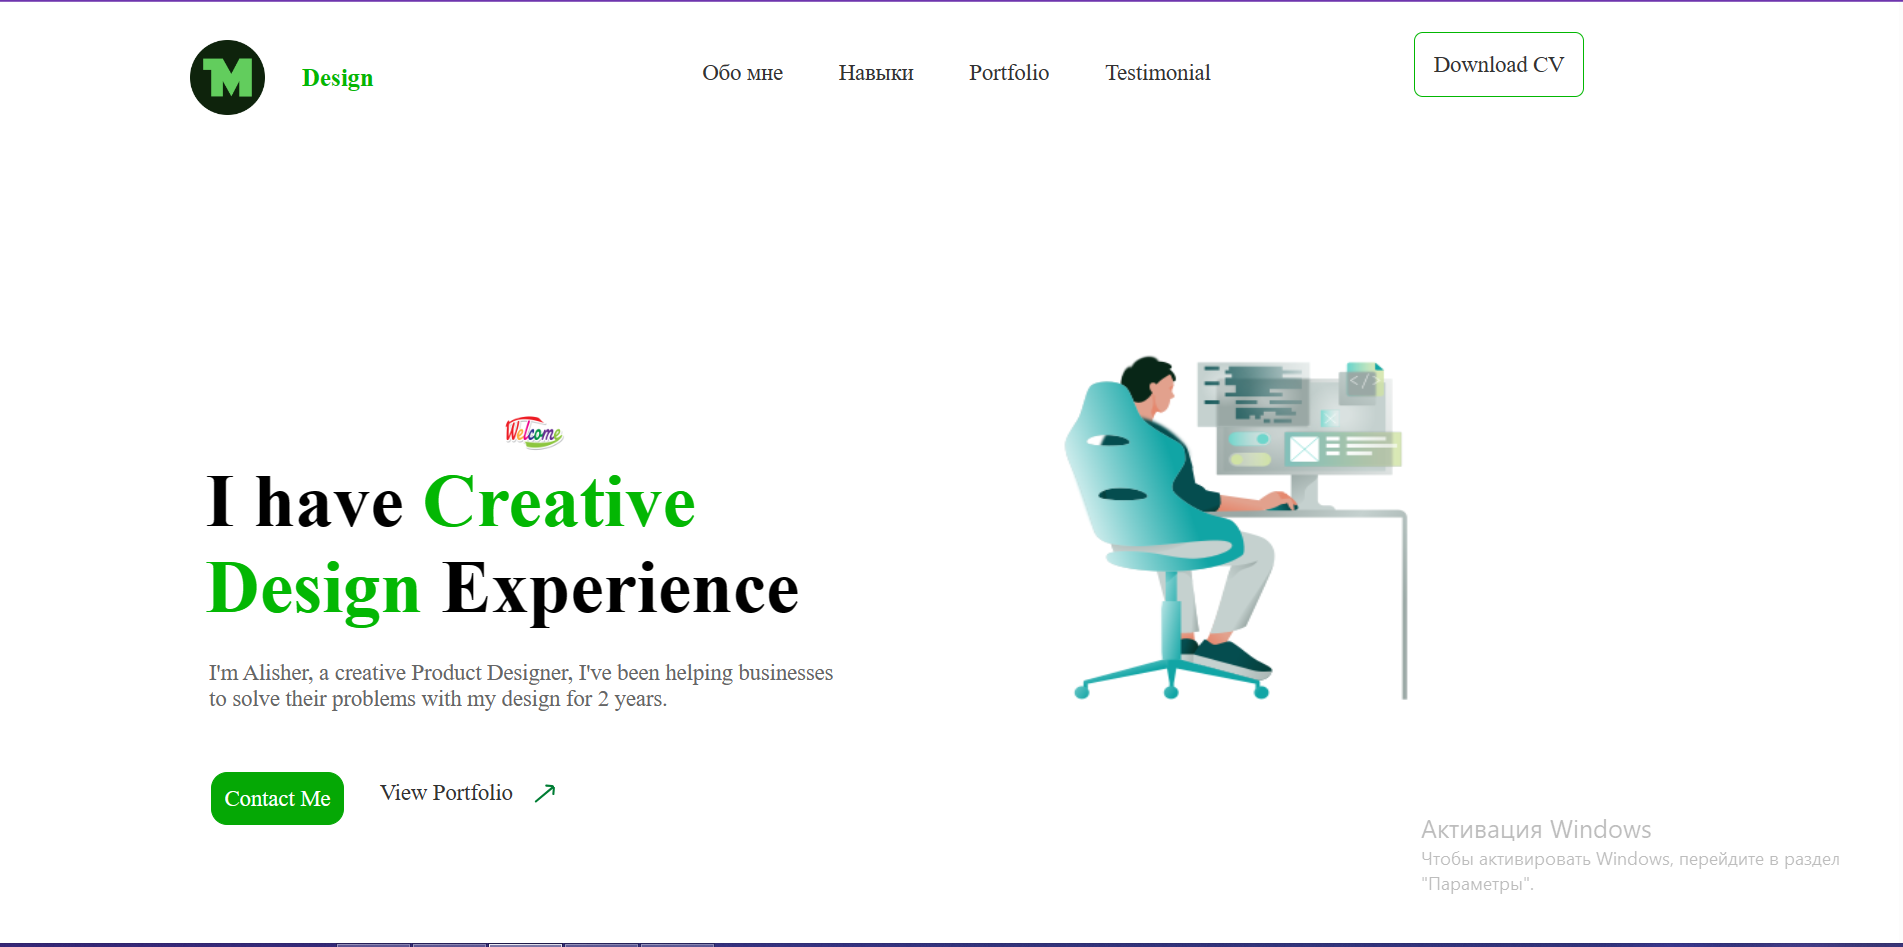 M
Design
Обо мне
Навыки
Portfolio
Testimonial
Download CV
</>
Welcome
I have Creative
Design Experience
I'm Alisher, a creative Product Designer, I've been helping businesses
to solve their problems with my design for 2 years.
Contact Me
View Portfolio
Активация Windows
Чтобы активировать Windows, перейдите в раздел
"Параметры".